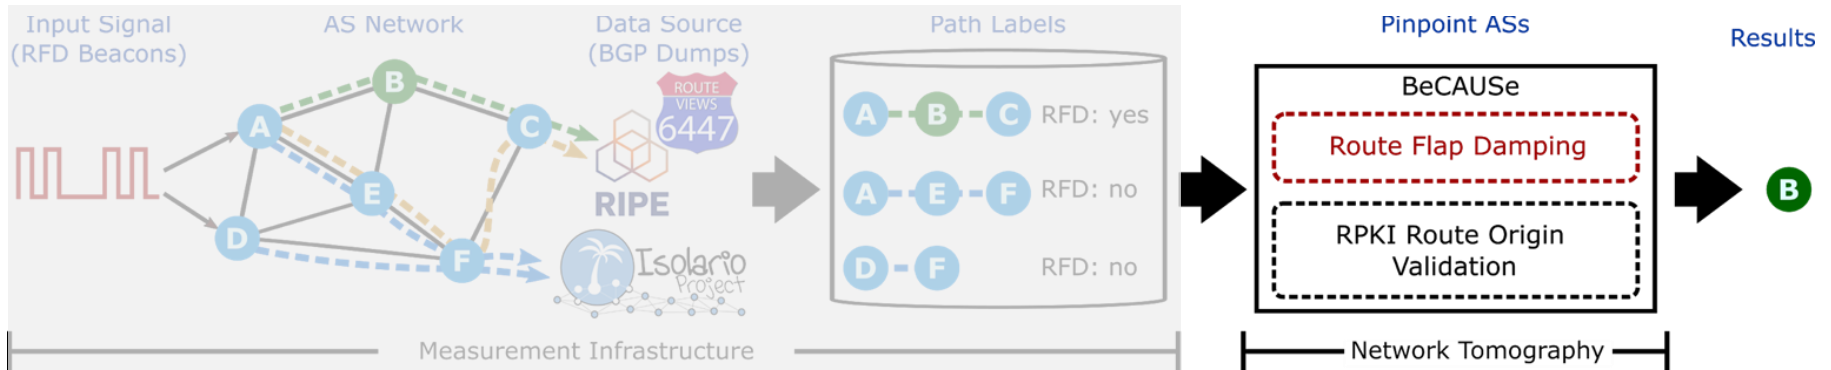 Input Signal
(RFD Beacons)
AS Network
Data Source
(BGP Dumps)
Path Labels
Pinpoint ASs
Results
A
B
C
D
E
F
ROUTE
VIEWS
6447
RIPE
Isolario
Project
A B C RFD: yes
A E F RFD: no
D F RFD: no
BeCAUSe
Route Flap Damping
RPKI Route Origin
Validation
B
Measurement Infrastructure
Network Tomography